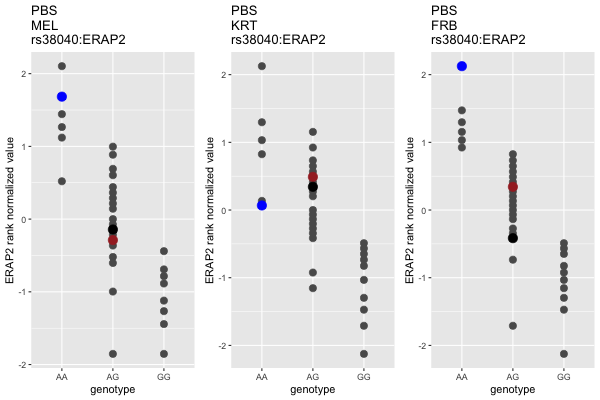 PBS
MEL
rs38040:ERAP2
ERAP2 rank normalized value
2
1
0
-1
-2
AA AG GG
genotype
PBS
KRT
rs38040:ERAP2
ERAP2 rank normalized value
2
1
0
-1
-2
AA AG GG
genotype
PBS
FRB
rs38040:ERAP2
ERAP2 rank normalized value
2
1
0
-1
-2
AA AG GG
genotype